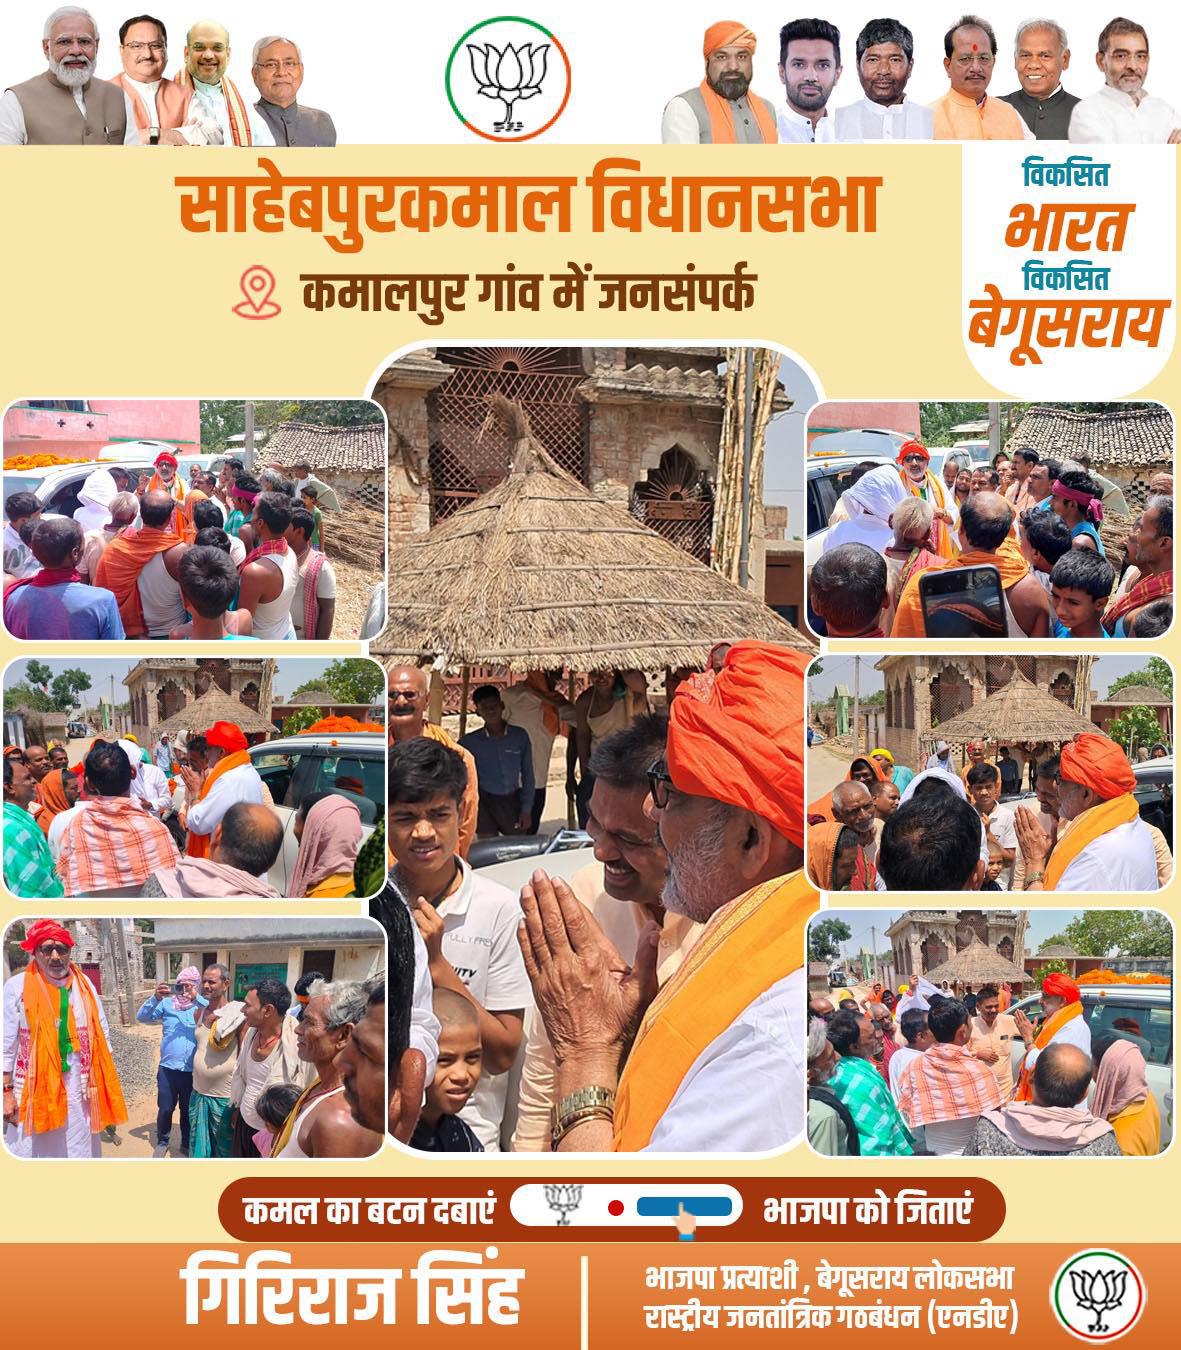 साहेबपुरकमाल विधानसभा
कमालपुर गांव में जनसंपर्क
विकसित
भारत
विकसित
बेगूसराय
कमल का बटन दबाएं
भाजपा को जिताएं
गिरिराज सिंह
भाजपा प्रत्याशी , बेगूसराय लोकसभा
रास्ट्रीय जनतांत्रिक गठबंधन (एनडीए)